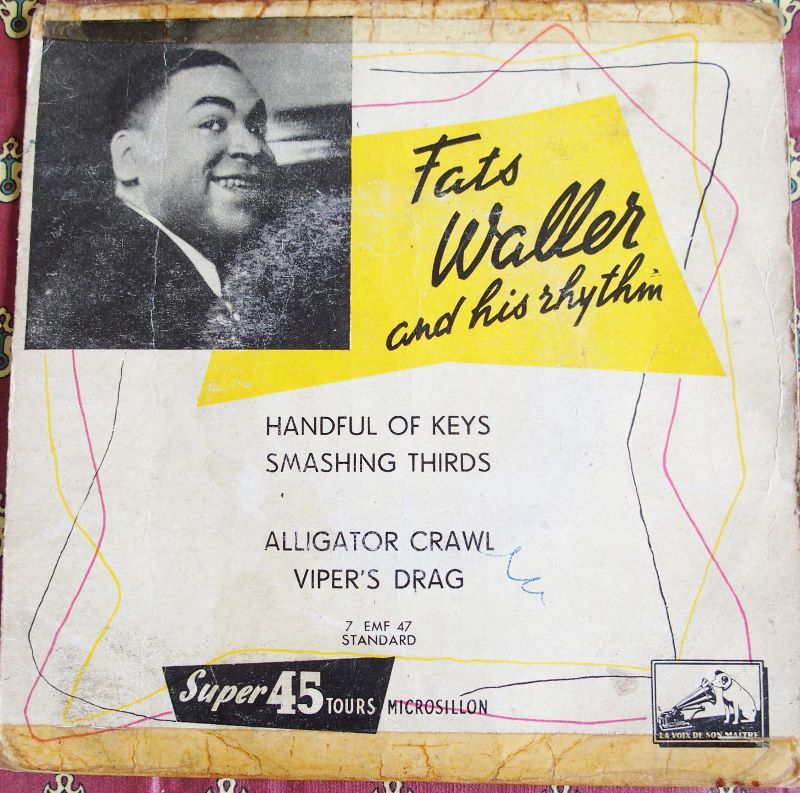 Fats
Waller
and his rhythm
HANDFUL OF KEYS
SMASHING THIRDS
ALLIGATOR CRAWL
VIPER'S DRAG
7 EMF 47
STANDARD
Super 45 TOURS MICROSILLON
LA VOIX DE SON MAÎTRE